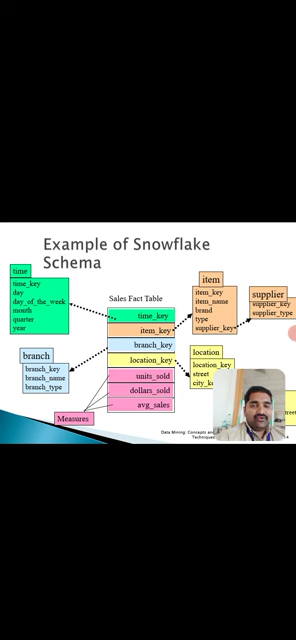 Example of Snowflake
Schema
time
time_key
day
day_of_the_week
month
quarter
year
Sales Fact Table
time_key
item_key
branch_key
location_key
units_sold
dollars_sold
avg_sales
Measures
branch
branch_key
branch_name
branch_type
item
item_key
item_name
brand
type
supplier_key
supplier
supplier_key
supplier_type
location
location_key
street
Data Mining: Concepts and
Techniques